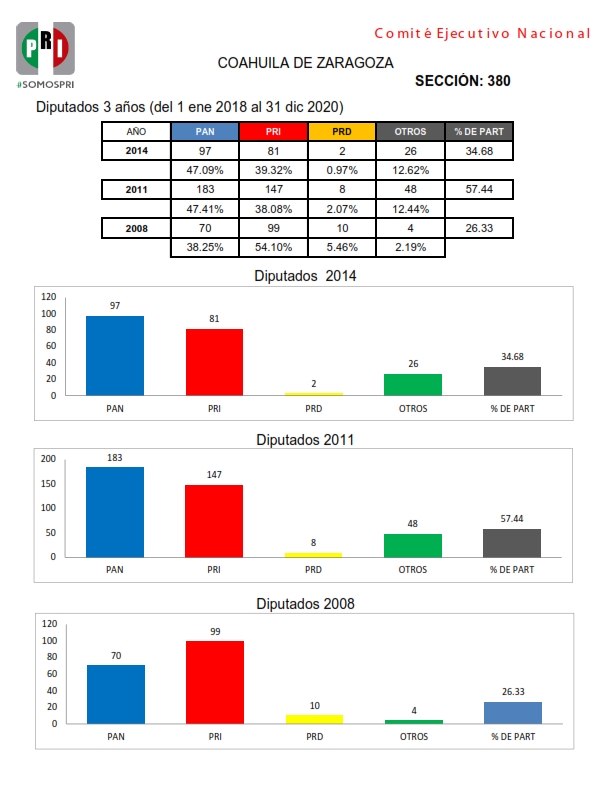 Comité Ejecutivo Nacional
PRI
#SOMOSPRI
COAHUILA DE ZARAGOZA
SECCIÓN: 380
Diputados 3 años (del 1 ene 2018 al 31 dic 2020)
AÑO PAN PRI PRD OTROS % DE PART
2014 97 81 2 26 34.68
47.09% 39.32% 0.97% 12.62%
2011 183 147 8 48 57.44
47.41% 38.08% 2.07% 12.44%
2008 70 99 10 4 26.33
38.25% 54.10% 5.46% 2.19%
Diputados 2014
120
100
80
60
40
20
0
97 81 2 26 34.68
PAN PRI PRD OTROS % DE PART
Diputados 2011
200
150
100
50
0
183 147 8 48 57.44
PAN PRI PRD OTROS % DE PART
Diputados 2008
120
100
80
60
40
20
0
70 99 10 4 26.33
PAN PRI PRD OTROS % DE PART